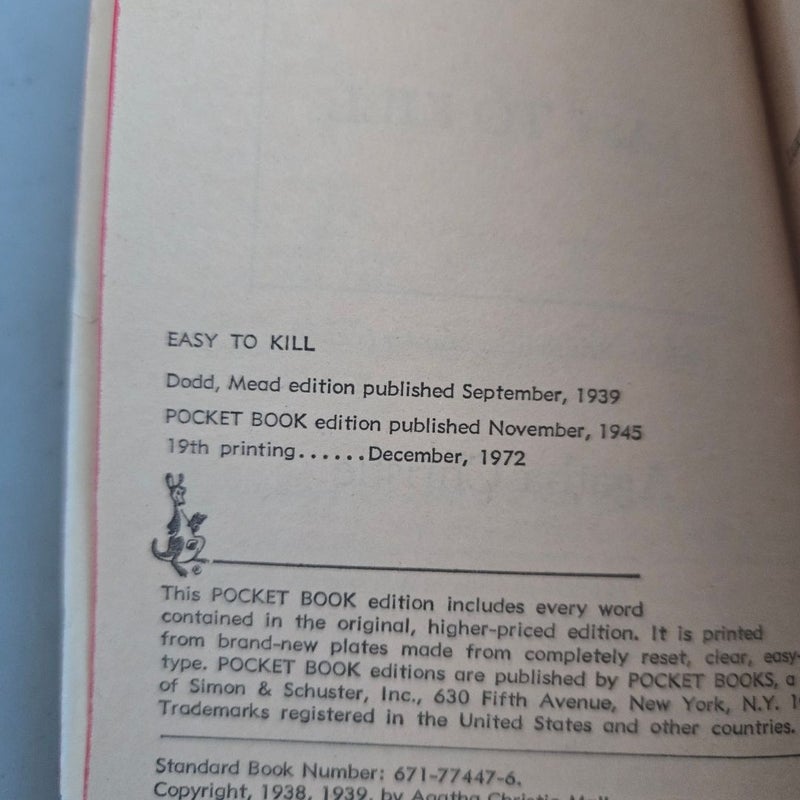 EASY TO KILL
Dodd, Mead edition published September, 1939
POCKET BOOK edition published November, 1945
19th printing......December, 1972
This POCKET BOOK edition includes every word
contained in the original, higher-priced edition. It is printed
from brand-new plates made from completely reset, clear, easy-
type. POCKET BOOK editions are published by POCKET BOOKS, a
of Simon & Schuster, Inc., 630 Fifth Avenue, New York, N.Y.
Trademarks registered in the United States and other countries.
Standard Book Number: 671-77447-6.
Copyright, 1938, 1939, by Agatha Christie